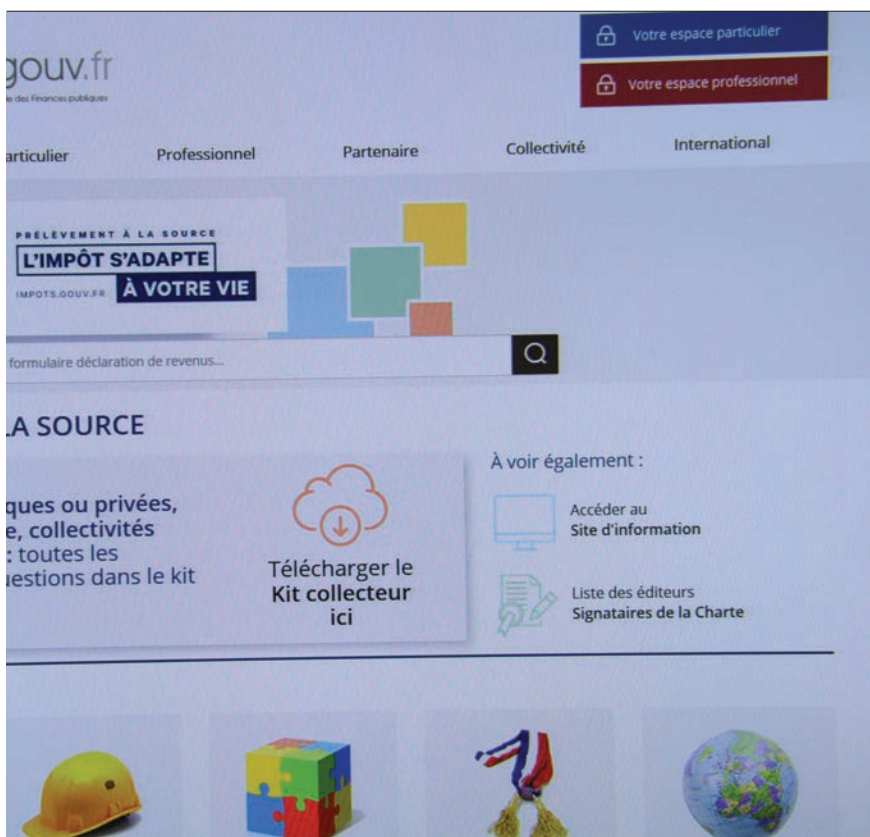 gouv.fr
Votre espace particulier
Votre espace professionnel
des Finances publiques
articulier
Professionnel
Partenaire
Collectivité
International
PRÉLÈVEMENT À LA SOURCE
L'IMPÔT S'ADAPTE
IMPOTS.GOUV.FR
À VOTRE VIE
formulaire déclaration de revenus...
LA SOURCE
À voir également :
ques ou privées,
e, collectivités
: toutes les
uestions dans le kit
Télécharger le
Kit collecteur
ici
Accéder au
Site d'information
Liste des éditeurs
Signataires de la Charte